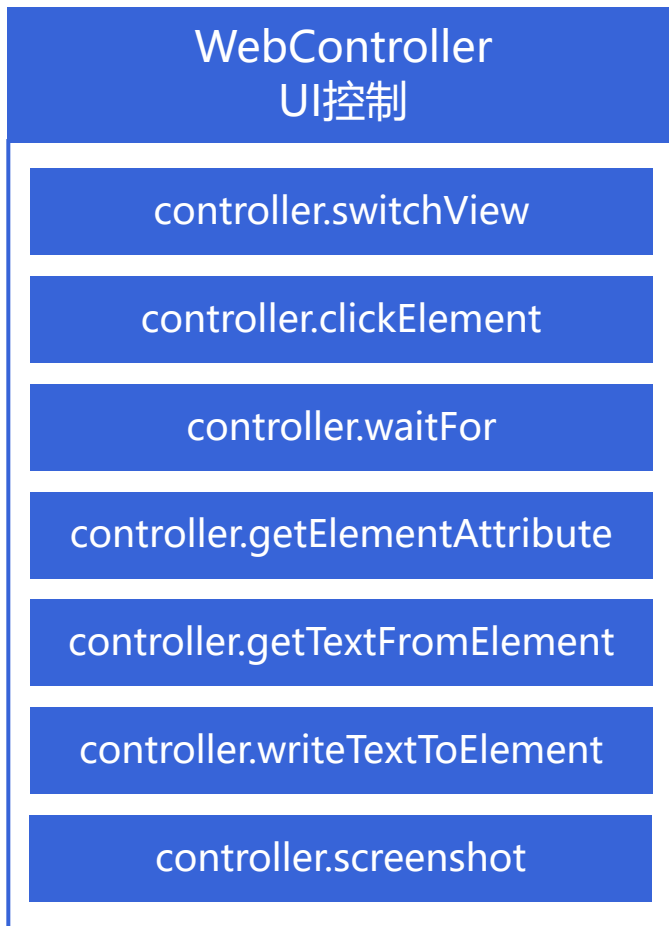 WebController
UI控制
controller.switchView
controller.clickElement
controller.waitFor
controller.getElementAttribute
controller.getTextFromElement
controller.writeTextToElement
controller.screenshot